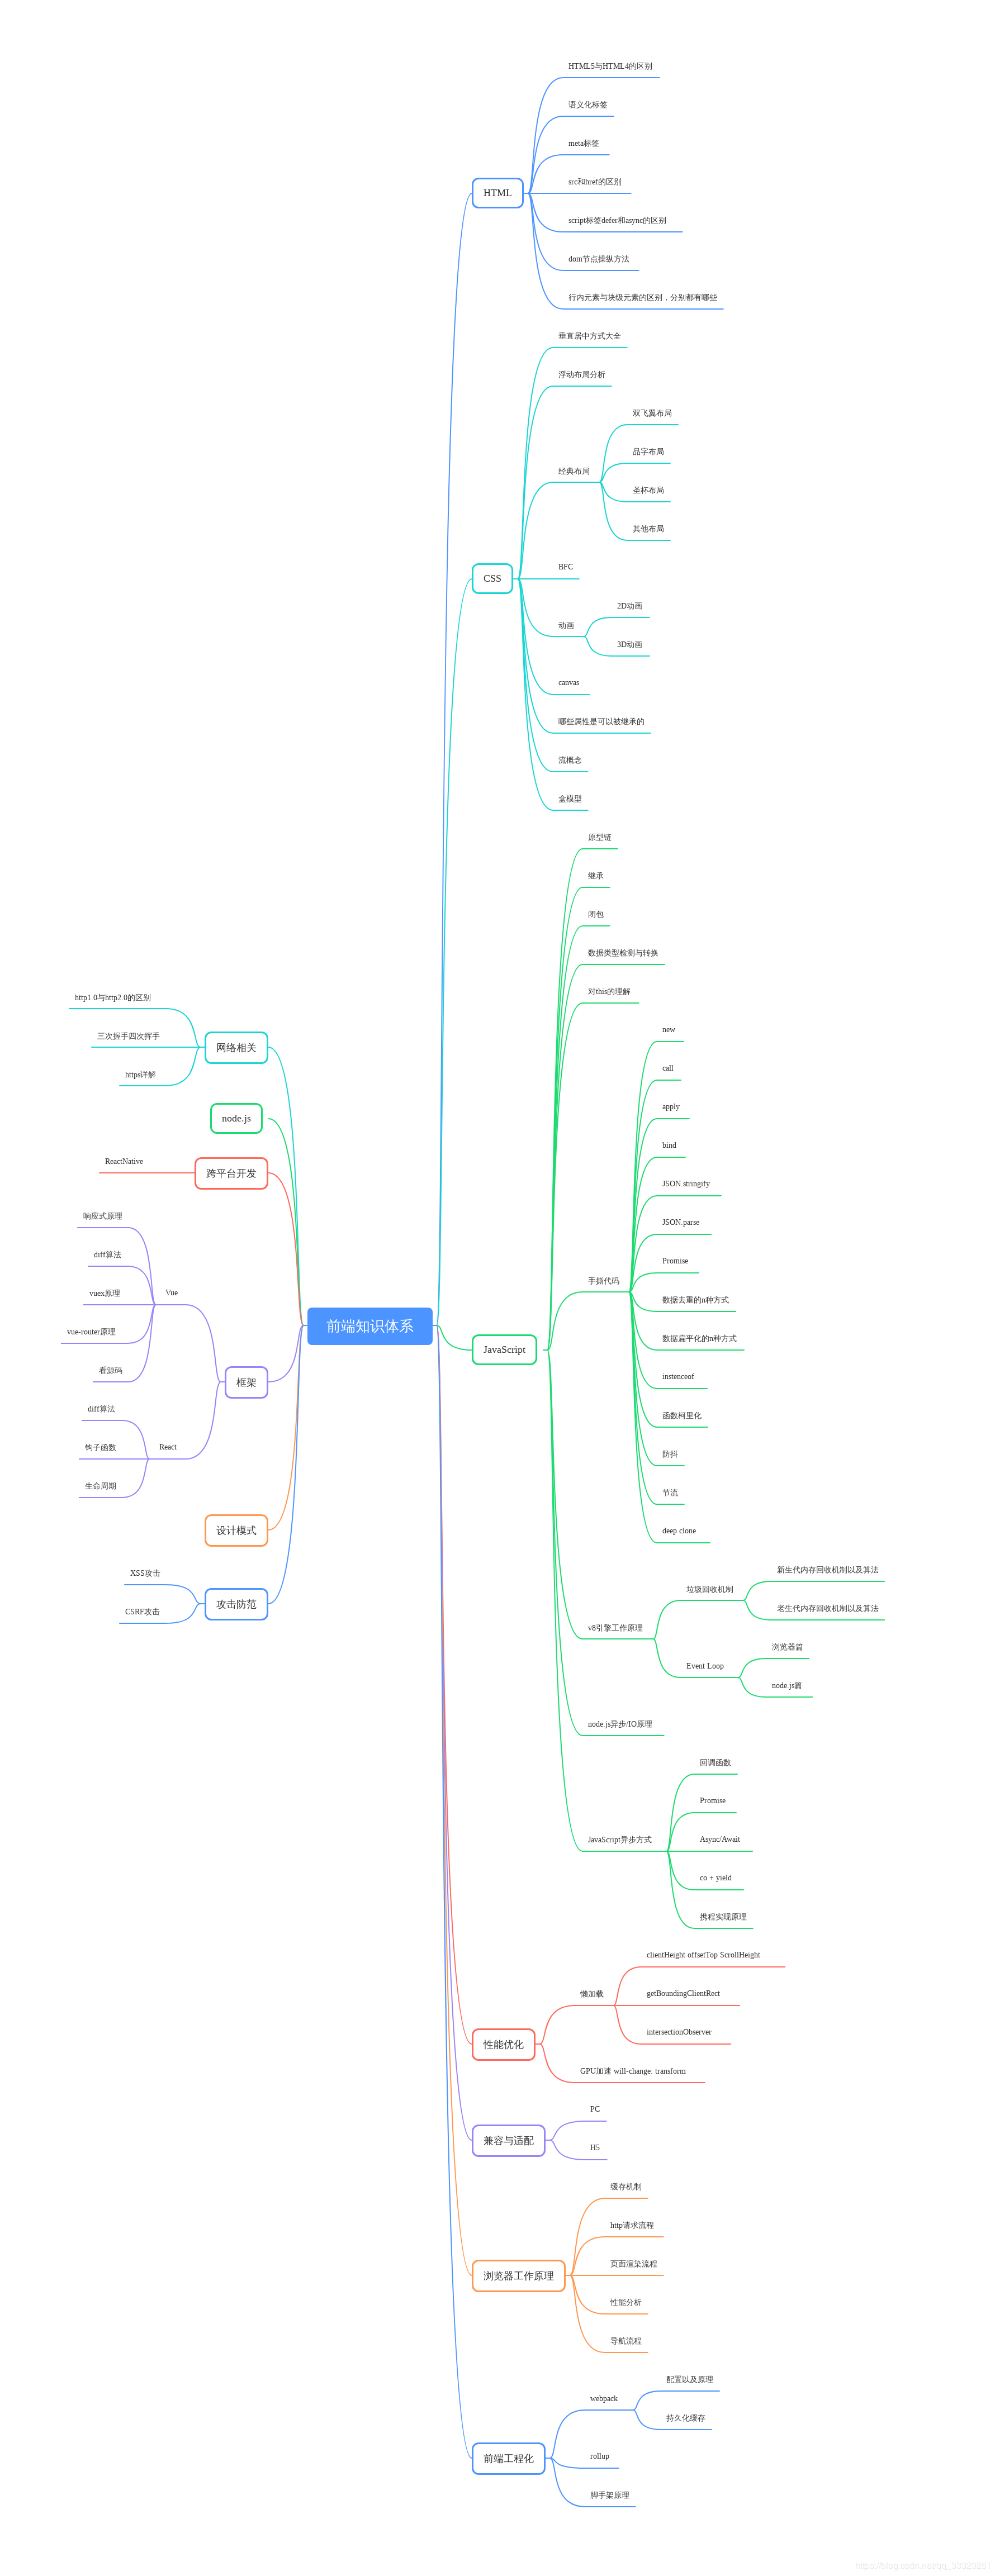 前端知识体系
HTML
HTML5与HTML4的区别
语义化标签
meta标签
src和href的区别
script标签defer和async的区别
dom节点操纵方法
行内元素与块级元素的区别，分别都有哪些
CSS
垂直居中方式大全
浮动布局分析
经典布局
双飞翼布局
品字布局
圣杯布局
其他布局
BFC
动画
2D动画
3D动画
canvas
哪些属性是可以被继承的
流概念
盒模型
JavaScript
原型链
继承
闭包
数据类型检测与转换
对this的理解
手撕代码
new
call
apply
bind
JSON.stringify
JSON.parse
Promise
数据去重的n种方式
数据扁平化的n种方式
instenceof
函数柯里化
防抖
节流
deep clone
v8引擎工作原理
垃圾回收机制
新生代内存回收机制以及算法
老生代内存回收机制以及算法
Event Loop
浏览器篇
node.js篇
node.js异步/IO原理
JavaScript异步方式
回调函数
Promise
Async/Await
co + yield
携程实现原理
性能优化
懒加载
clientHeight offsetTop ScrollHeight
getBoundingClientRect
intersectionObserver
GPU加速 will-change: transform
兼容与适配
PC
H5
浏览器工作原理
缓存机制
http请求流程
页面渲染流程
性能分析
导航流程
前端工程化
webpack
配置以及原理
持久化缓存
rollup
脚手架原理
网络相关
http1.0与http2.0的区别
三次握手四次挥手
https详解
node.js
跨平台开发
ReactNative
框架
Vue
响应式原理
diff算法
vuex原理
vue-router原理
看源码
React
diff算法
钩子函数
生命周期
设计模式
攻击防范
XSS攻击
CSRF攻击